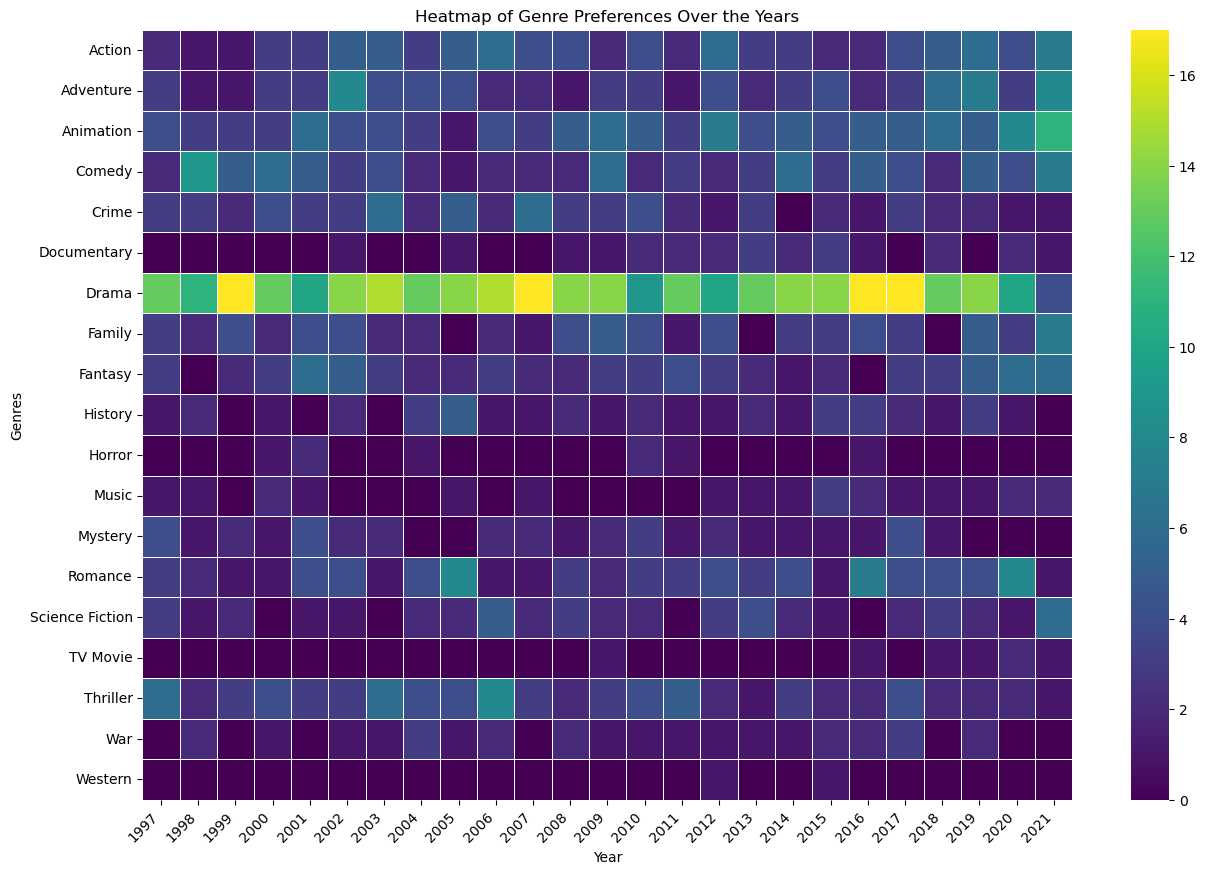 Heatmap of Genre Preferences Over the Years
Genres
Action
Adventure
Animation
Comedy
Crime
Documentary
Drama
Family
Fantasy
History
Horror
Music
Mystery
Romance
Science Fiction
TV Movie
Thriller
War
Western
16
14
12
10
8
6
4
2
0
1997 1998 1999 2000 2001 2002 2003 2004 2005 2006 2007 2008 2009 2010 2011 2012 2013 2014 2015 2016 2017 2018 2019 2020 2021
Year